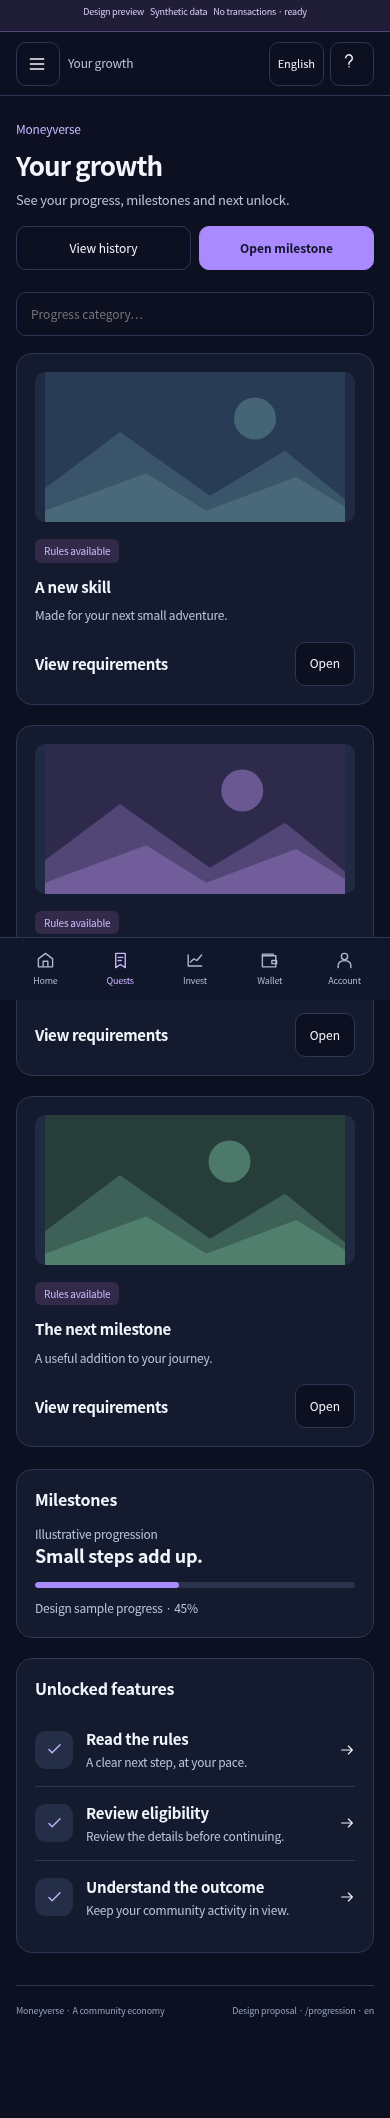 Design preview Synthetic data No transactions · ready
Your growth
English
?
Moneyverse
Your growth
See your progress, milestones and next unlock.
View history
Open milestone
Progress category…
Rules available
A new skill
Made for your next small adventure.
View requirements
Open
Rules available
Home
Quests
Invest
Wallet
Account
View requirements
Open
Rules available
The next milestone
A useful addition to your journey.
View requirements
Open
Milestones
Illustrative progression
Small steps add up.
Design sample progress · 45%
Unlocked features
Read the rules
A clear next step, at your pace.
Review eligibility
Review the details before continuing.
Understand the outcome
Keep your community activity in view.
Moneyverse · A community economy
Design proposal · /progression · en